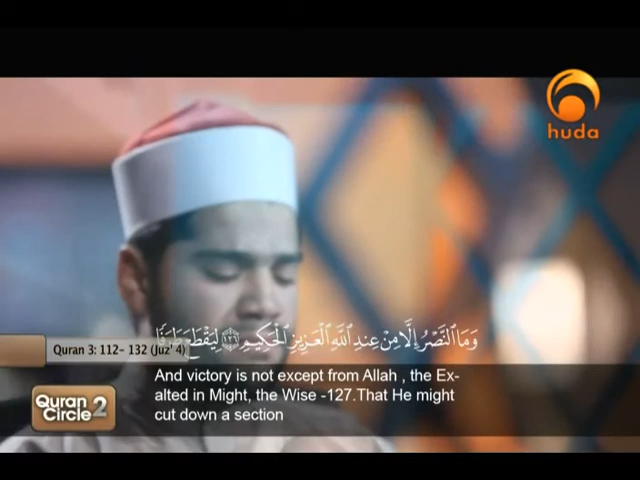 huda
وَمَا النَّصْرُ إِلَّا مِنْ عِندِ اللَّهِ الْعَزِيزِ الْحَكِيمِ ﴿١٢٦﴾ لِيَقْطَعَ طَرَفًا
Quran 3: 112- 132 (Juz' 4)
And victory is not except from Allah , the Ex-
alted in Might, the Wise -127.That He might
cut down a section
Quran
Circle 2